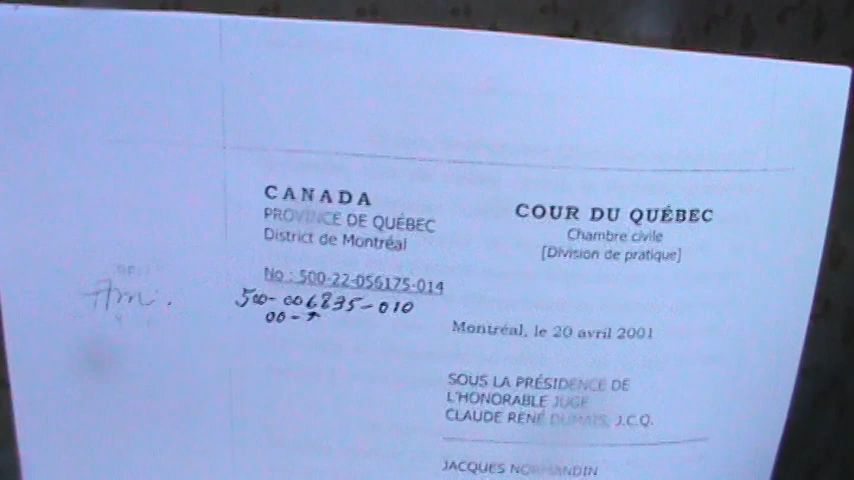 CANADA
PROVINCE DE QUÉBEC
District de Montréal
No : 500-22-056175-014
500-006835-010
COUR DU QUÉBEC
Chambre civile
[Division de pratique]
Montréal, le 20 avril 2001
SOUS LA PRÉSIDENCE DE
L'HONORABLE JUGE
CLAUDE RENÉ DUMAIS, J.C.Q.
JACQUES NORMANDIN